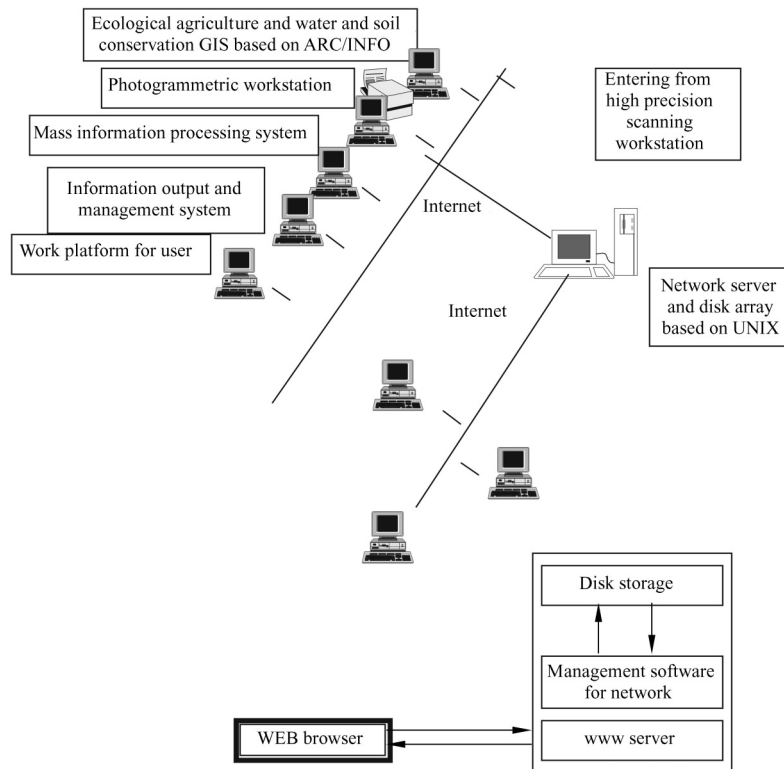 Ecological agriculture and water and soil
conservation GIS based on ARC/INFO
Photogrammetric workstation
Mass information processing system
Information output and
management system
Work platform for user
Entering from
high precision
scanning
workstation
Internet
Network server
and disk array
based on UNIX
Internet
Disk storage
Management software
for network
WEB browser
www server